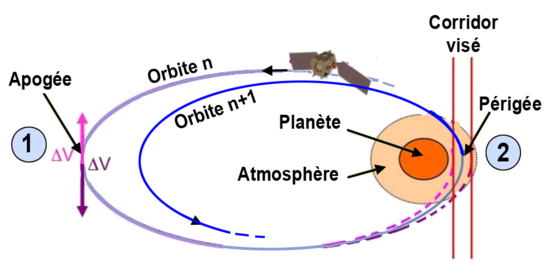 Corridor
visé
Orbite n
Apogée
Orbite n+1
Périgée
Planète
1
ΔV
ΔV
2
Atmosphère